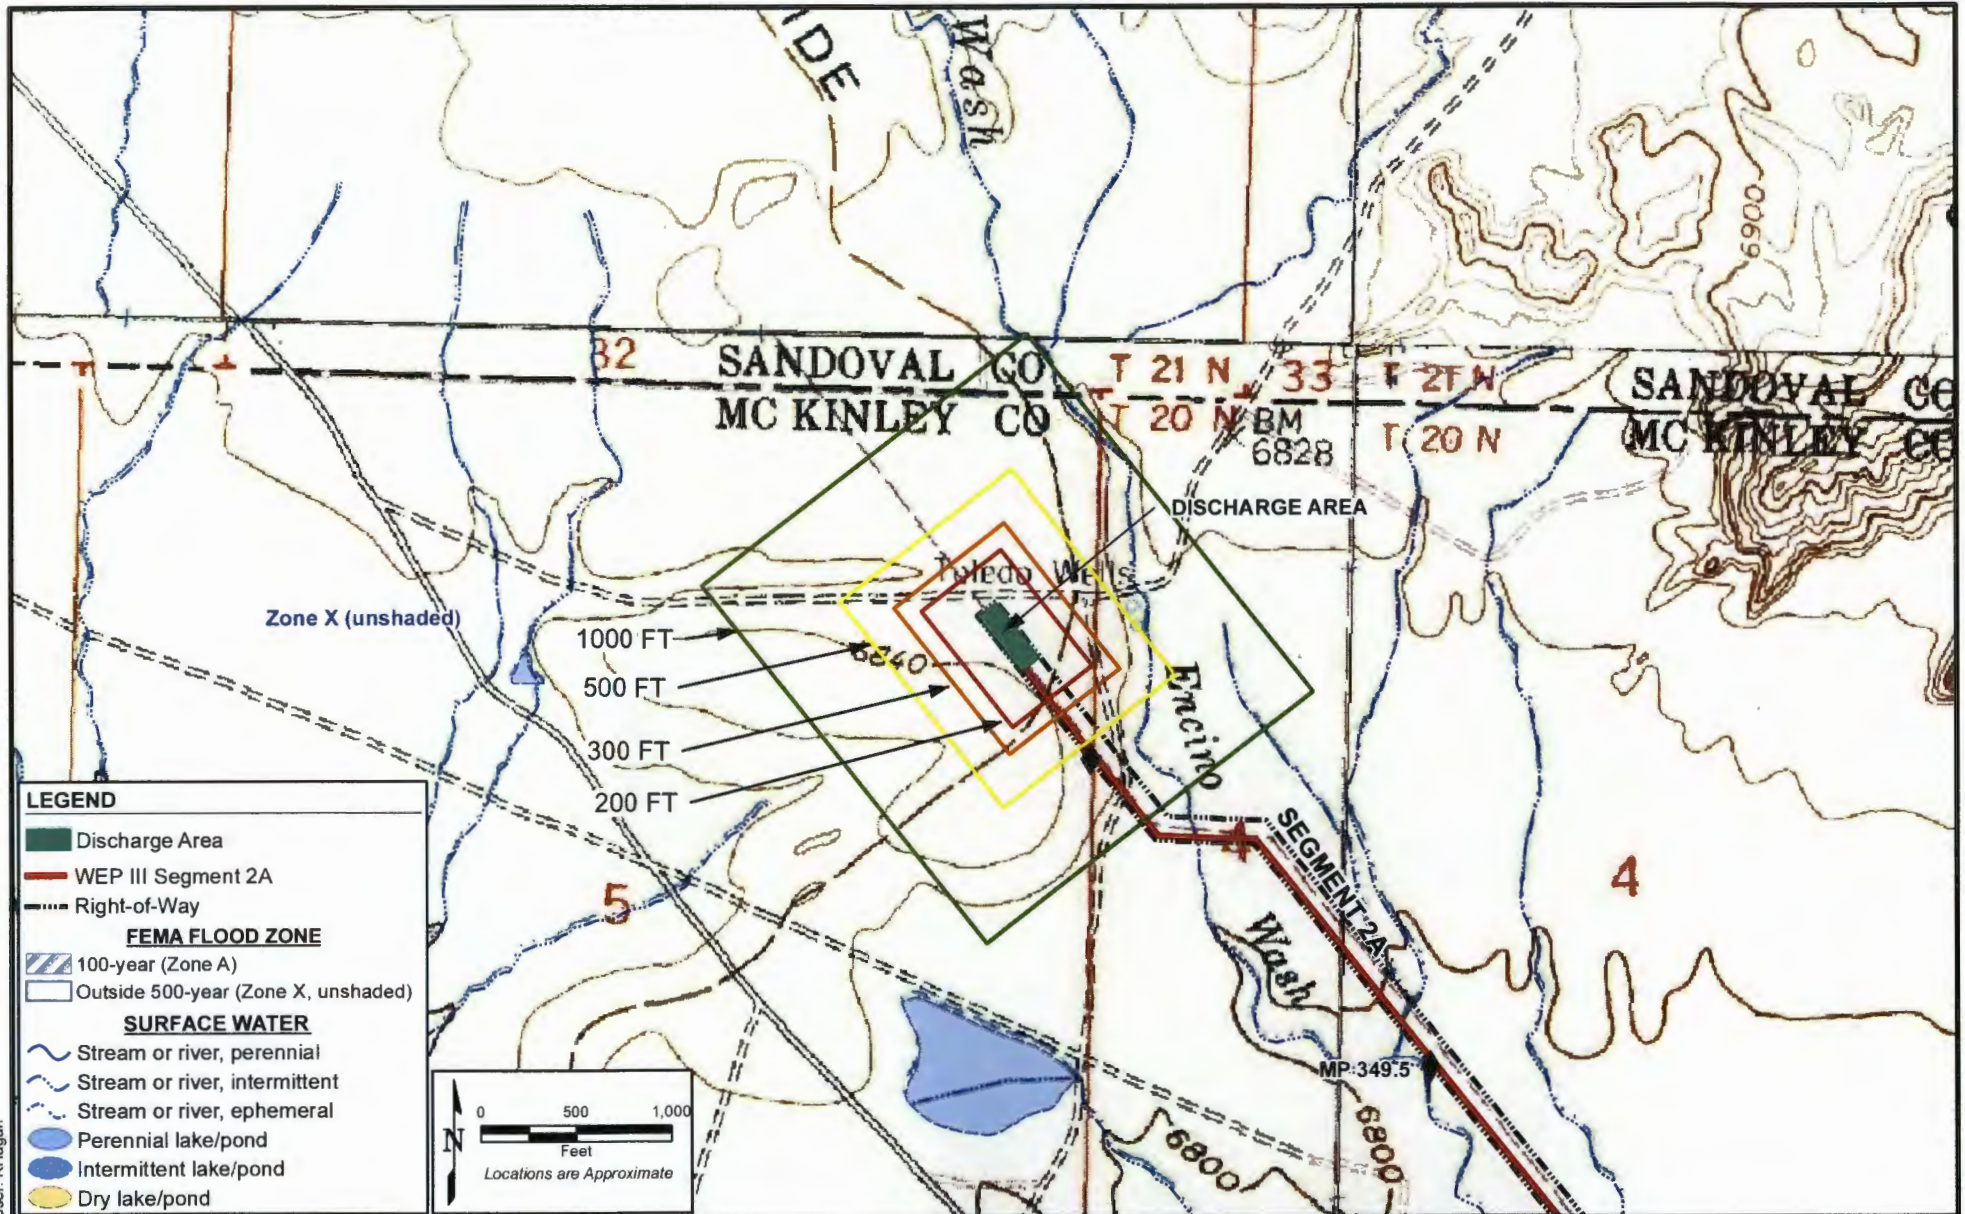 IDE
Wash
6900
32
SANDOVAL CO
T 21 N
33
T 21 N
SANDOVAL CO
MC KINLEY CO
T 20 N
BM
6828
T 20 N
MC KINLEY CO
DISCHARGE AREA
Toledo Wells
Zone X (unshaded)
1000 FT
6840
500 FT
300 FT
200 FT
Encino
Wash
SEGMENT 2A
4
4
5
MP 349.5
6800
6800
LEGEND
Discharge Area
WEP III Segment 2A
Right-of-Way
FEMA FLOOD ZONE
100-year (Zone A)
Outside 500-year (Zone X, unshaded)
SURFACE WATER
Stream or river, perennial
Stream or river, intermittent
Stream or river, ephemeral
Perennial lake/pond
Intermittent lake/pond
Dry lake/pond
N
0 500 1,000
Feet
Locations are Approximate